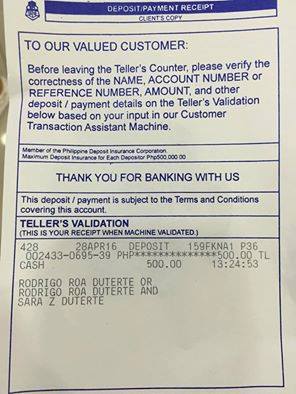 DEPOSIT/PAYMENT RECEIPT
CLIENT'S COPY
TO OUR VALUED CUSTOMER:
Before leaving the Teller's Counter, please verify the
correctness of the NAME, ACCOUNT NUMBER or
REFERENCE NUMBER, AMOUNT, and other
deposit / payment details on the Teller's Validation
below based on your input in our Customer
Transaction Assistant Machine.
Member of the Philippine Deposit Insurance Corporation.
Maximum Deposit Insurance for Each Depositor Php500,000.00
THANK YOU FOR BANKING WITH US
This deposit / payment is subject to the Terms and Conditions
covering this account.
TELLER'S VALIDATION
(THIS IS YOUR RECEIPT WHEN MACHINE VALIDATED.)
428 28APR16 DEPOSIT 159FKNA1 P36
002433-0695-39 PHP**************500.00 TL
CASH 500.00 13:24:53
RODRIGO ROA DUTERTE OR
RODRIGO ROA DUTERTE AND
SARA Z DUTERTE